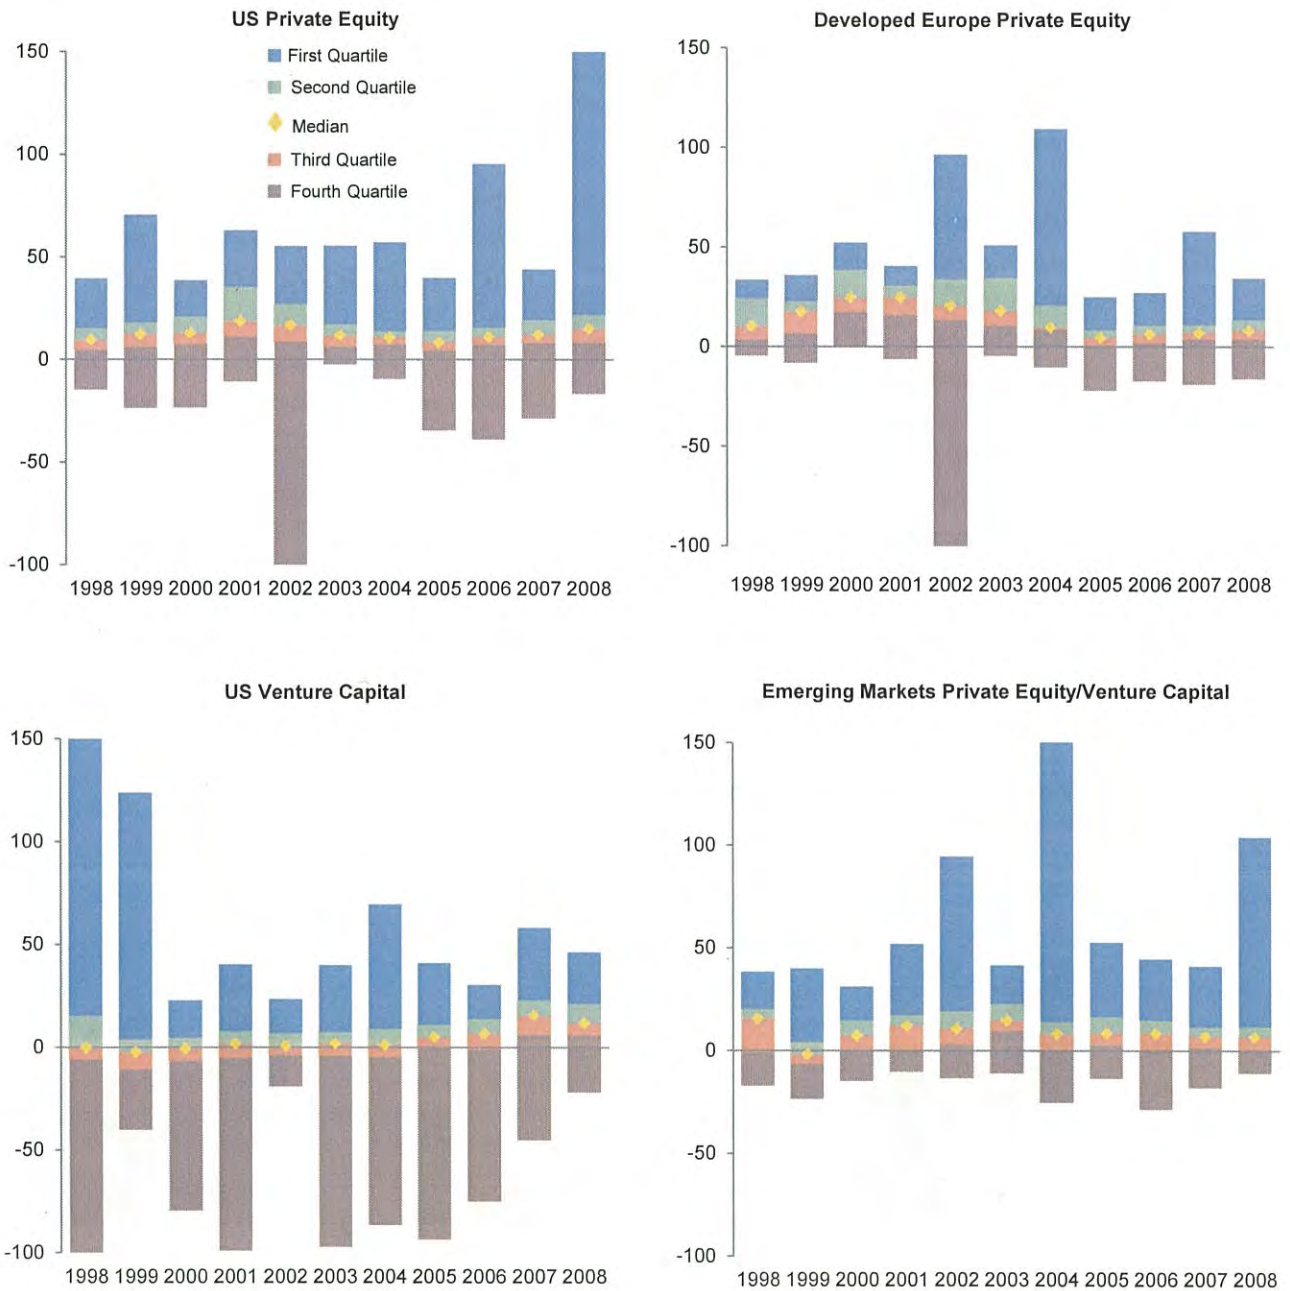 US Private Equity
150
100
50
0
-50
-100
First Quartile
Second Quartile
Median
Third Quartile
Fourth Quartile
1998 1999 2000 2001 2002 2003 2004 2005 2006 2007 2008
Developed Europe Private Equity
150
100
50
0
-50
-100
1998 1999 2000 2001 2002 2003 2004 2005 2006 2007 2008
US Venture Capital
150
100
50
0
-50
-100
1998 1999 2000 2001 2002 2003 2004 2005 2006 2007 2008
Emerging Markets Private Equity/Venture Capital
150
100
50
0
-50
-100
1998 1999 2000 2001 2002 2003 2004 2005 2006 2007 2008